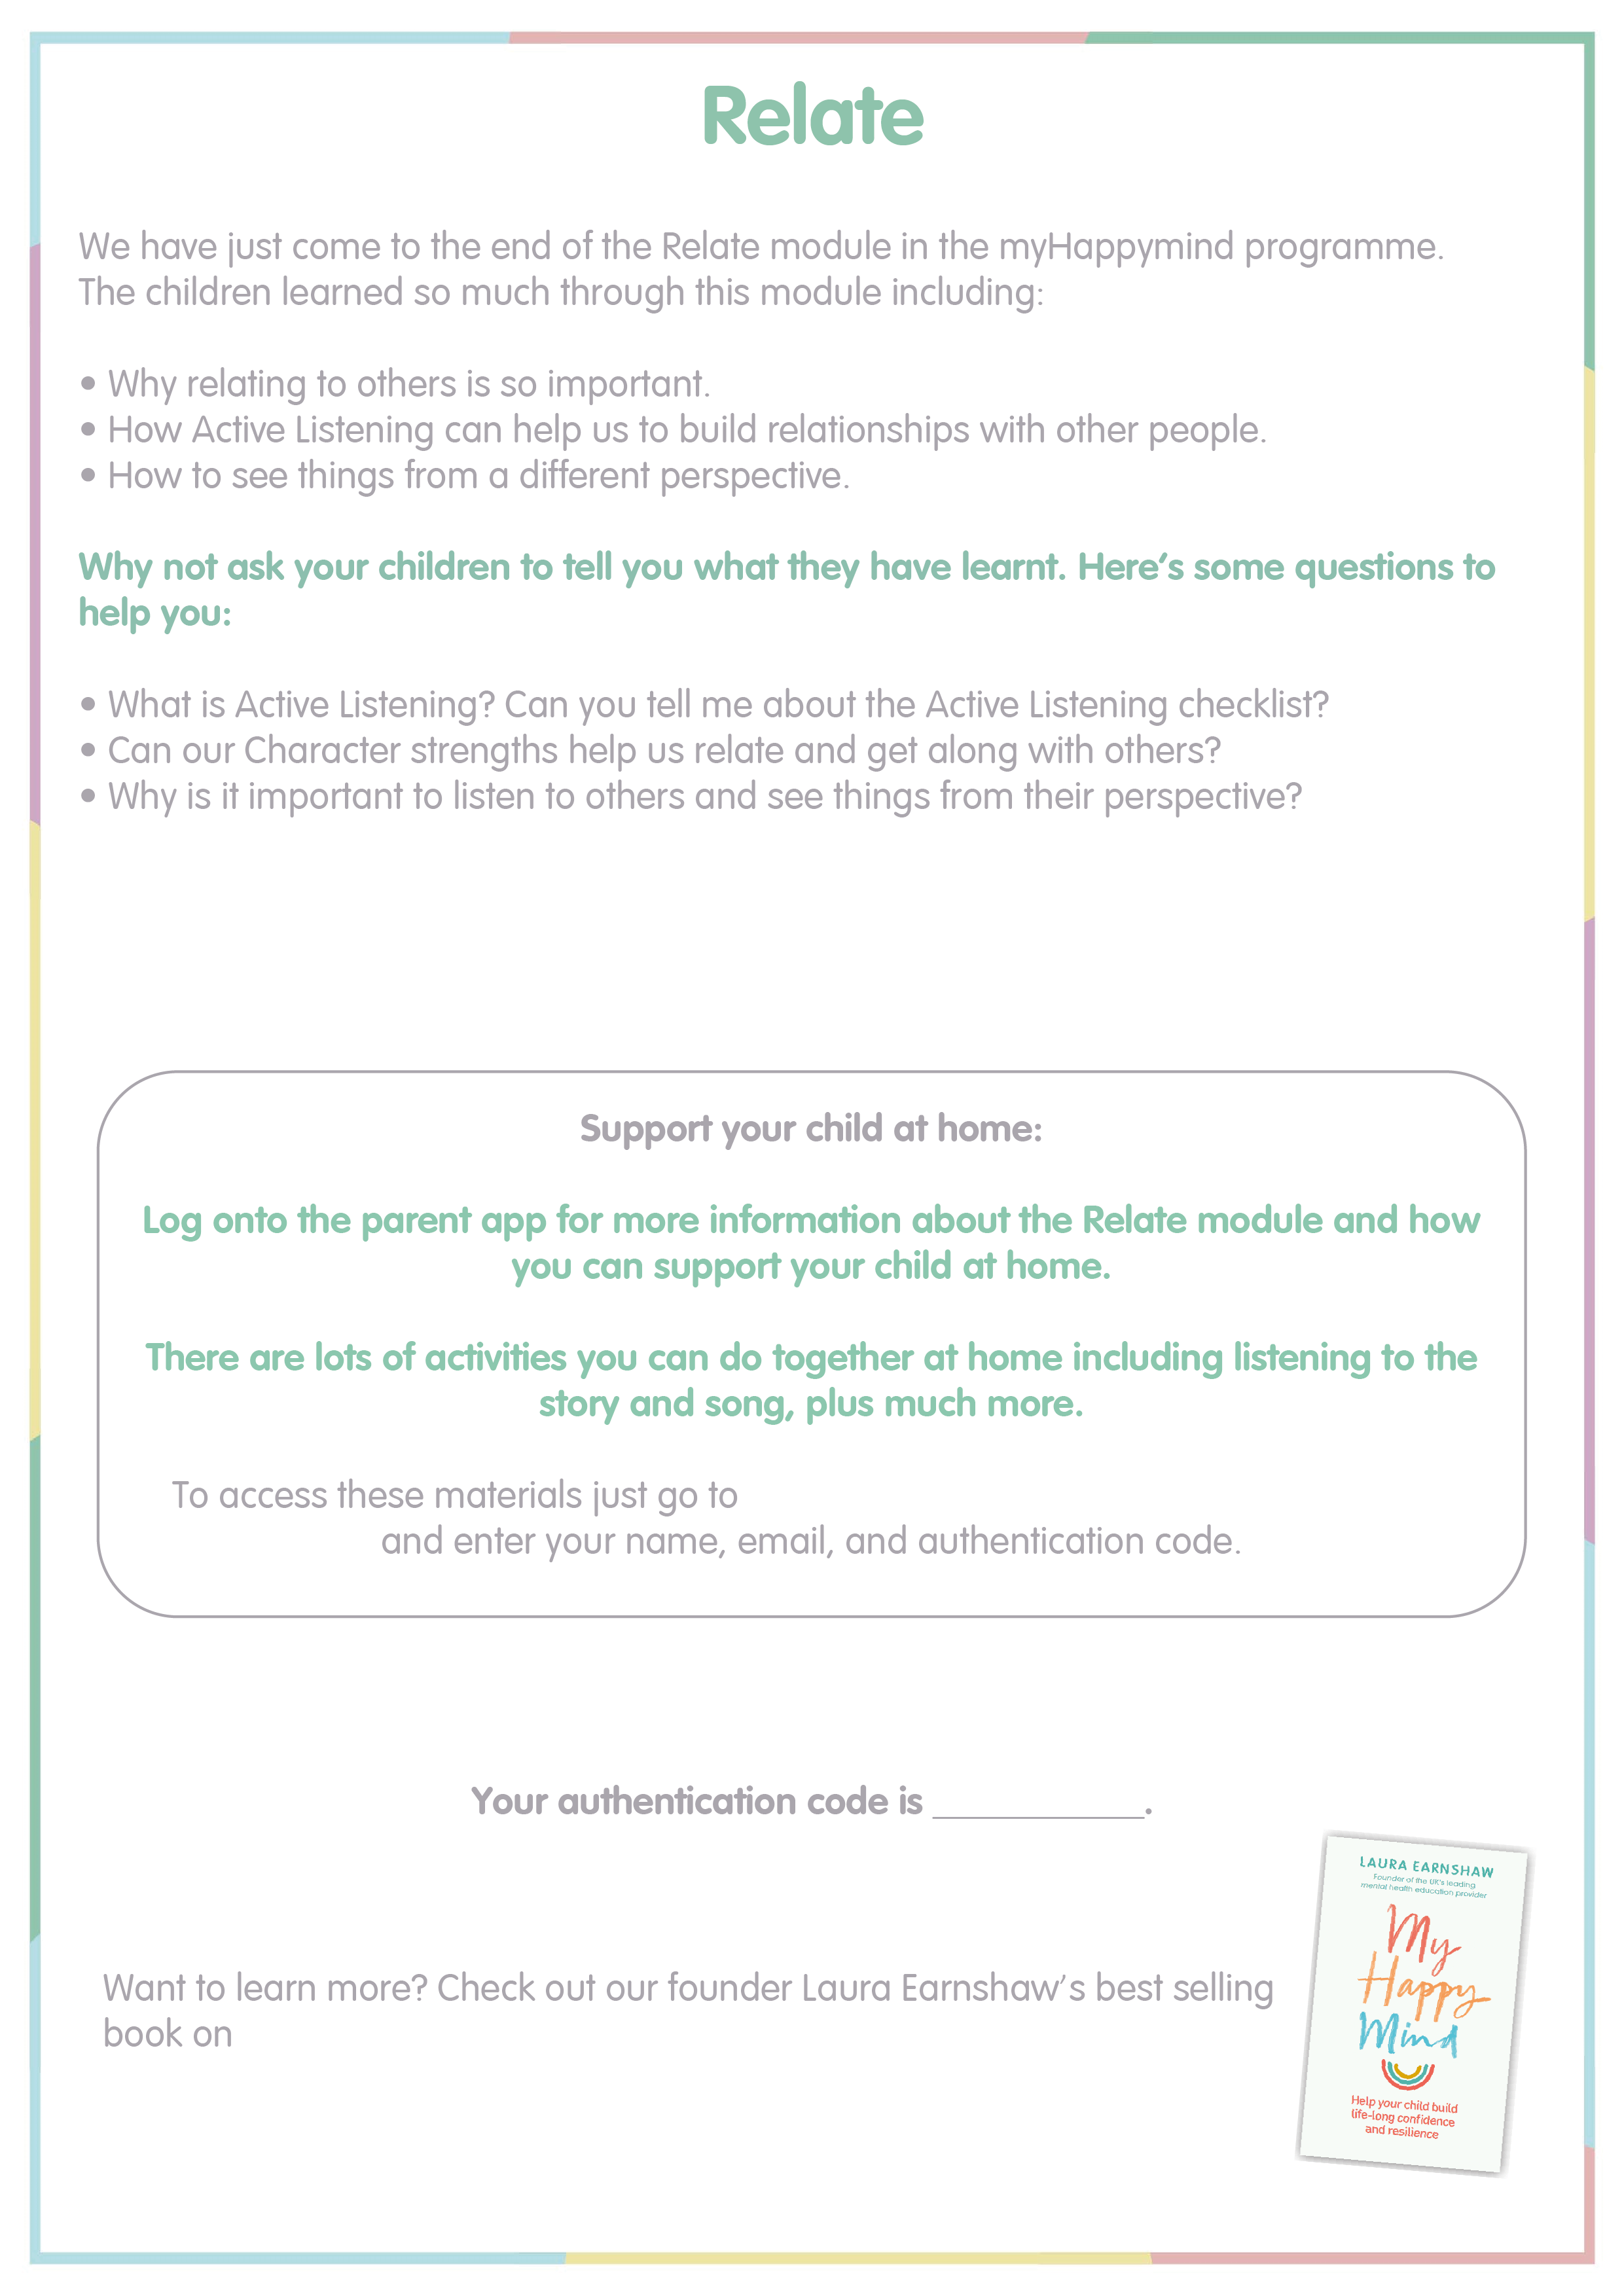 Relate
We have just come to the end of the Relate module in the myHappymind programme.
The children learned so much through this module including:
• Why relating to others is so important.
• How Active Listening can help us to build relationships with other people.
• How to see things from a different perspective.
Why not ask your children to tell you what they have learnt. Here's some questions to
help you:
• What is Active Listening? Can you tell me about the Active Listening checklist?
• Can our Character strengths help us relate and get along with others?
• Why is it important to listen to others and see things from their perspective?
Support your child at home:
Log onto the parent app for more information about the Relate module and how
you can support your child at home.
There are lots of activities you can do together at home including listening to the
story and song, plus much more.
To access these materials just go to
and enter your name, email, and authentication code.
Your authentication code is ___________.
Want to learn more? Check out our founder Laura Earnshaw's best selling
book on
LAURA EARNSHAW
Founder of the UK's leading
mental health education provider
My
Happy
Mind
Help your child build
life-long confidence
and resilience